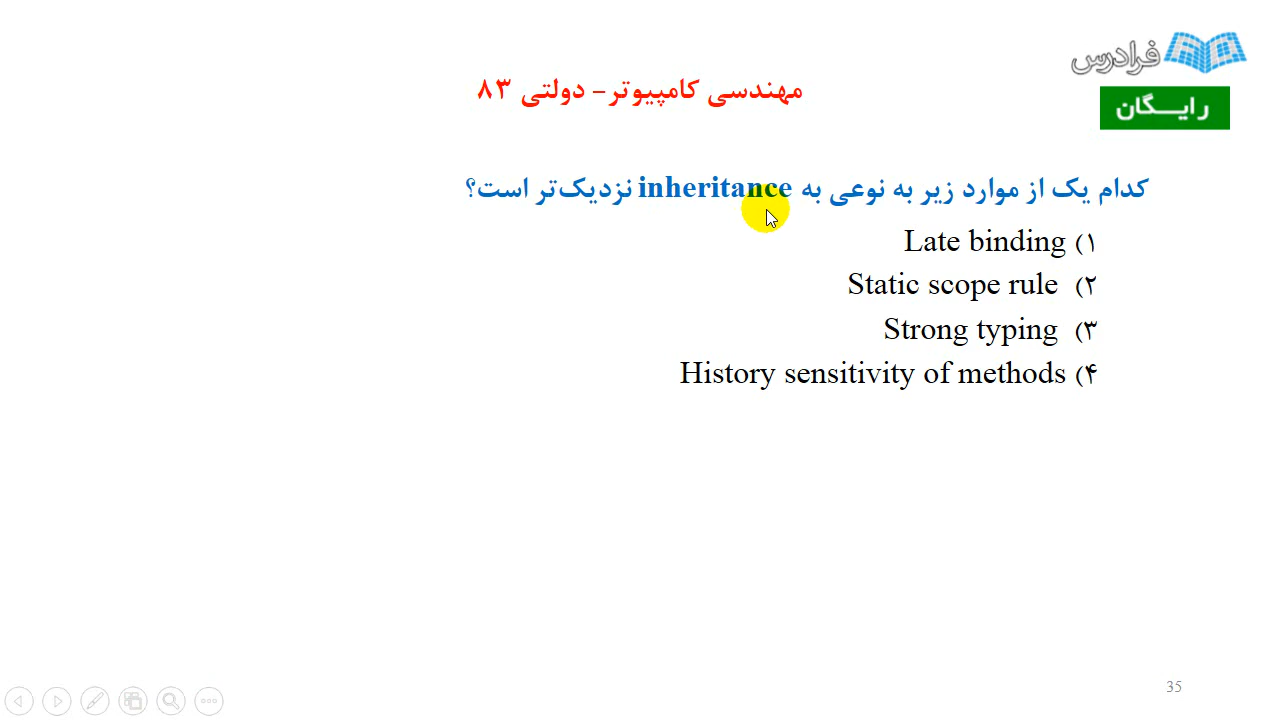 فرادرس
رایـــگان
مهندسی کامپیوتر- دولتی ۸۳
کدام یک از موارد زیر به نوعی به inheritance نزدیک‌تر است؟
۱) Late binding
۲) Static scope rule
۳) Strong typing
۴) History sensitivity of methods
35